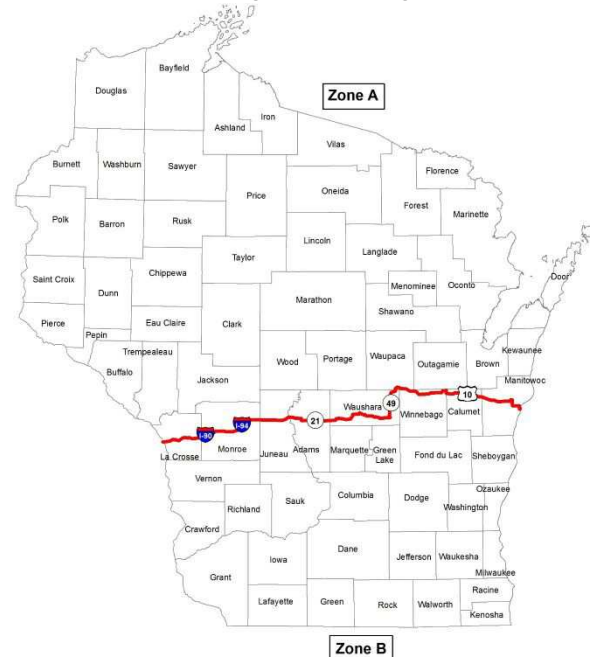 Bayfield
Douglas
Zone A
Iron
Ashland
Vilas
Burnett
Washburn
Sawyer
Florence
Price
Oneida
Forest
Marinette
Polk
Barron
Rusk
Lincoln
Taylor
Langlade
Chippewa
Door
Saint Croix
Dunn
Menominee
Oconto
Marathon
Clark
Shawano
Pierce
Eau Claire
Pepin
Kewaunee
Trempealeau
Wood
Portage
Waupaca
Outagamie
Brown
Buffalo
Jackson
Manitowoc
10
49
Waushara
Winnebago
Calumet
21
I-94
I-90
La Crosse
Monroe
Juneau
Adams
Marquette
Green
Lake
Fond du Lac
Sheboygan
Vernon
Ozaukee
Richland
Sauk
Columbia
Dodge
Washington
Crawford
Iowa
Dane
Jefferson
Waukesha
Milwaukee
Grant
Racine
Lafayette
Green
Rock
Walworth
Kenosha
Zone B